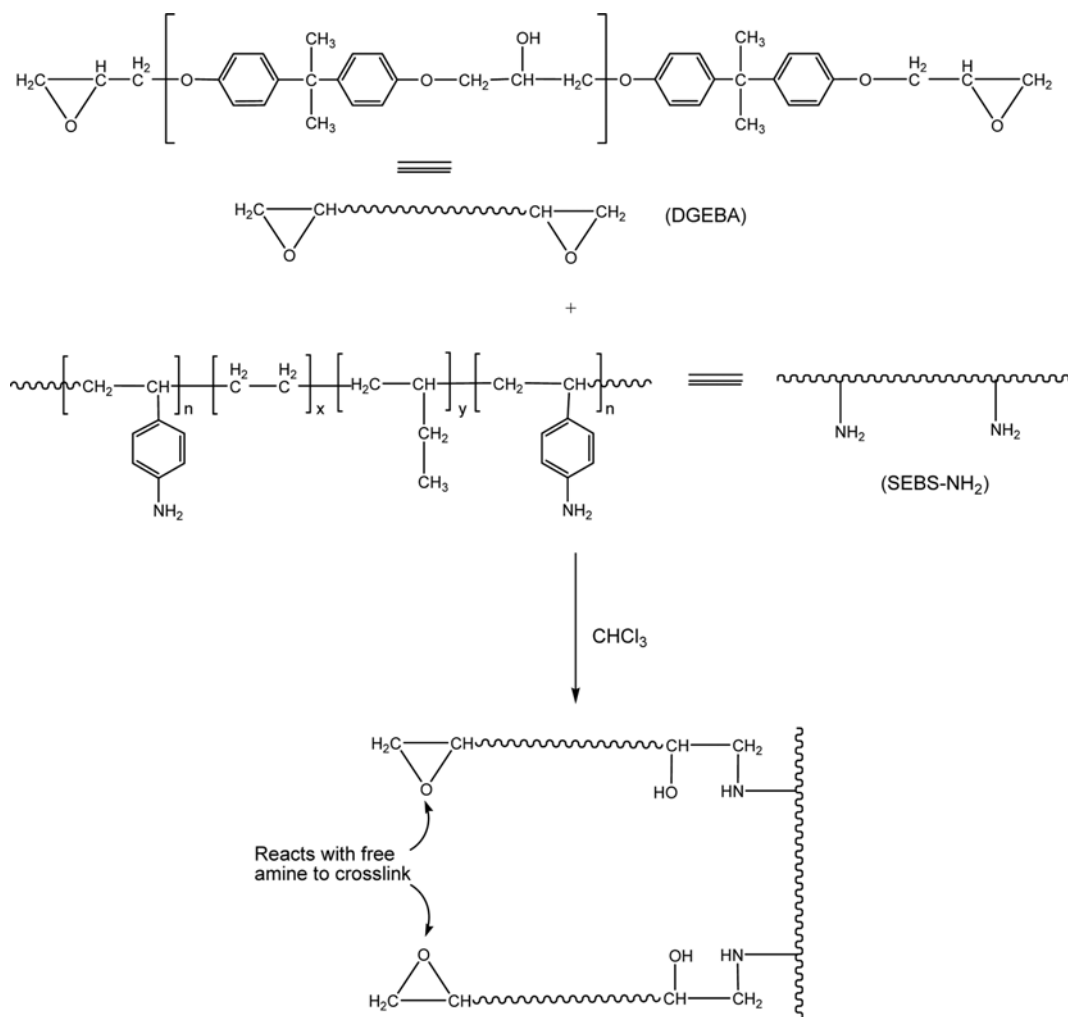 H₂C
H
H₂
C
O
O
CH₃
CH₃
O
CH₂
OH
O
CH₃
CH₃
O
H₂
C
H
CH₂
O
H₂C
CH
O
CH
CH₂
O
(DGEBA)
+
CH₂
CH
n
NH₂
H₂
C
H₂
C
x
H₂C
CH
y
CH₂
CH₃
CH₂
CH
n
NH₂
NH₂
NH₂
(SEBS-NH₂)
CHCl₃
H₂C
CH
O
CH
CH₂
HO
HN
Reacts with free
amine to crosslink
O
H₂C
CH
OH
HN
CH
CH₂